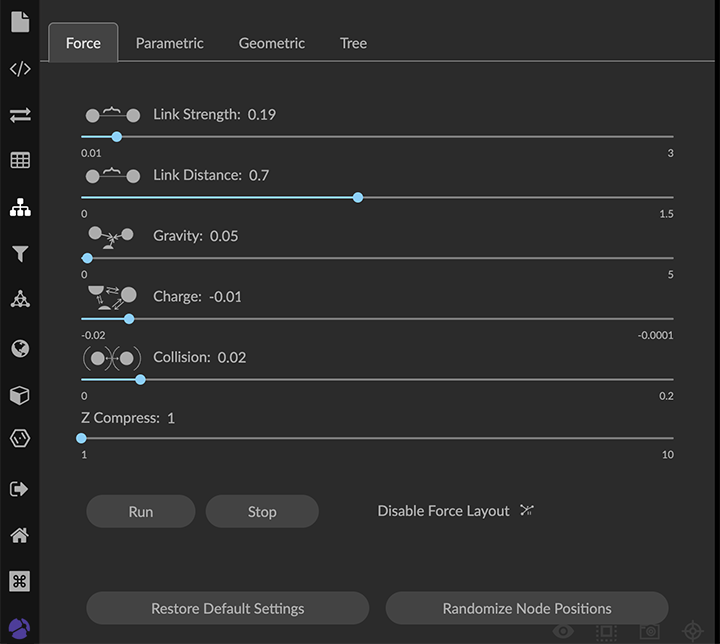 Force Parametric Geometric Tree
Link Strength: 0.19
0.01 3
Link Distance: 0.7
0 1.5
Gravity: 0.05
0 5
Charge: -0.01
-0.02 -0.0001
Collision: 0.02
0 0.2
Z Compress: 1
1 10
Run Stop Disable Force Layout
Restore Default Settings Randomize Node Positions